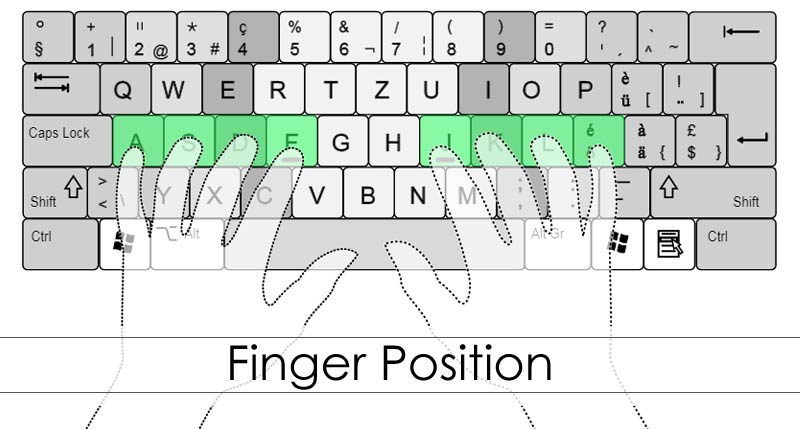 ° + " * ç % & / ( ) = ? `
§ 1 | 2 @ 3 # 4 5 6 ¬ 7 ¦ 8 9 0 ' ´ ^ ~
Q W E R T Z U I O P è !
ü [ ¨ ]
Caps Lock A S D F G H J K L é à £
ä { $ }
Shift > Y X C V B N M ; : — Shift
< \ , . -
Ctrl Alt Alt Gr Ctrl
Finger Position